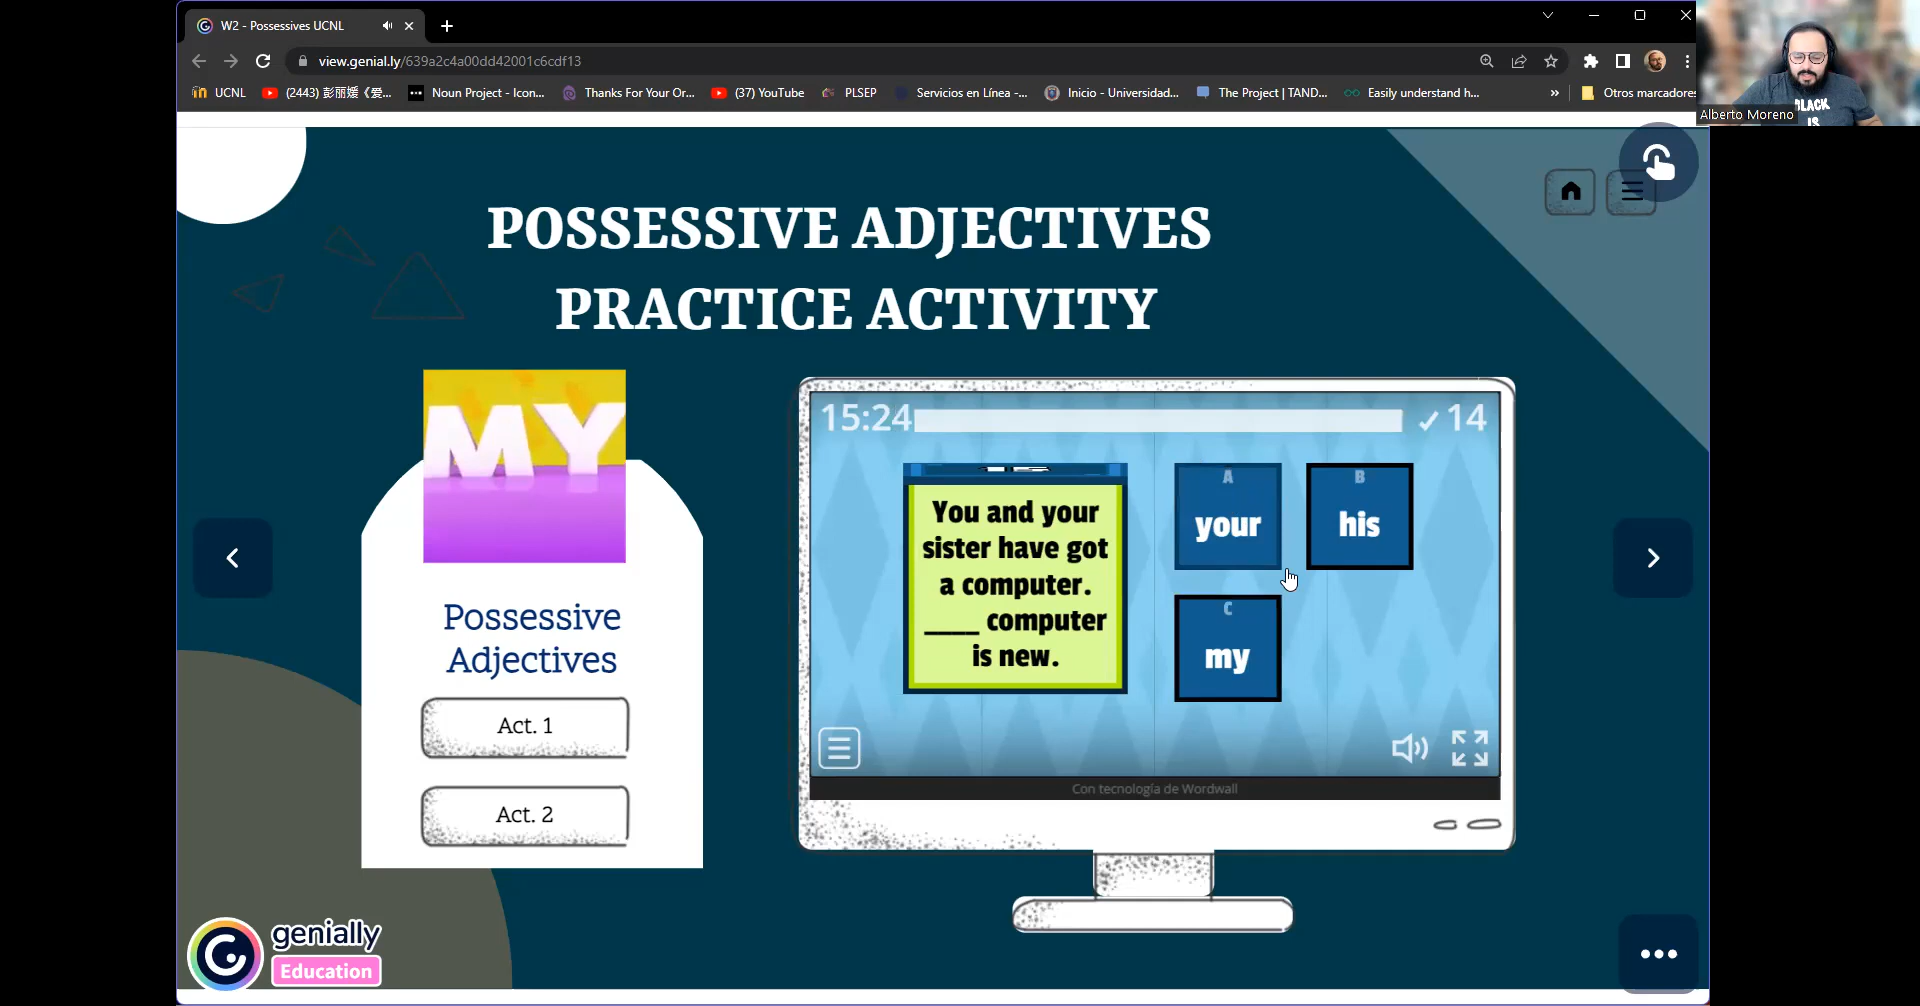 W2 - Possessives UCNL
view.genial.ly/639a2c4a00dd42001c6cdf13
UCNL
(2443) 彭丽媛《爱...
Noun Project - Icon...
Thanks For Your Or...
(37) YouTube
PLSEP
Servicios en Línea -...
Inicio - Universidad...
The Project | TAND...
Easily understand h...
»
Otros marcadores
BLACK
IS
Alberto Moreno
POSSESSIVE ADJECTIVES
PRACTICE ACTIVITY
MY
Possessive
Adjectives
Act. 1
Act. 2
15:24
✓ 14
You and your
sister have got
a computer.
____ computer
is new.
A
your
B
his
C
my
Con tecnología de Wordwall
genially
Education